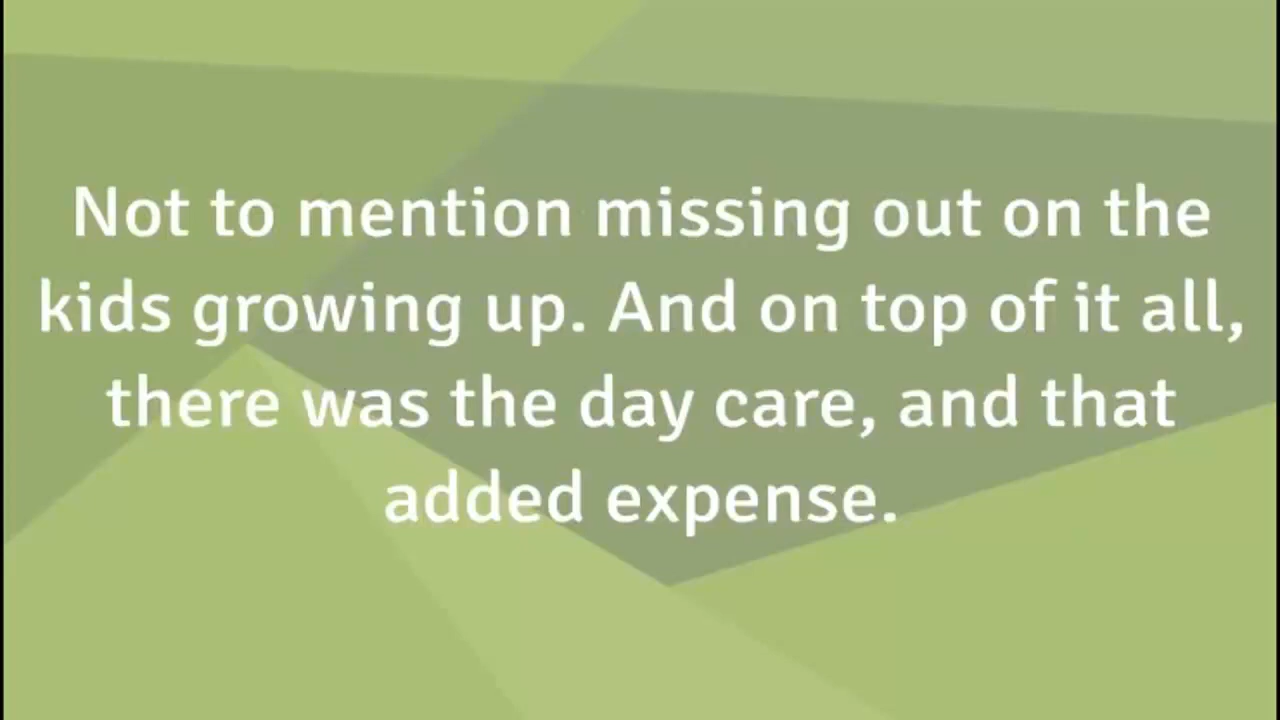 Not to mention missing out on the
kids growing up. And on top of it all,
there was the day care, and that
added expense.